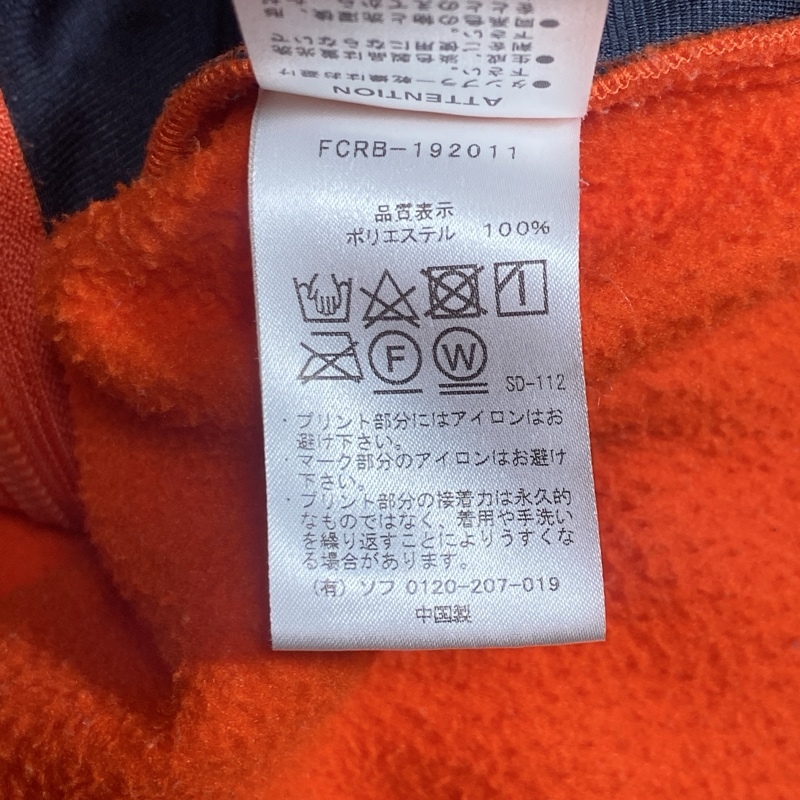 ATTENTION
FCRB-192011
品質表示
ポリエステル 100%
F W
SD-112
・プリント部分にはアイロンはお
避け下さい。
・マーク部分のアイロンはお避け
下さい。
・プリント部分の接着力は永久的
なものではなく、着用や手洗い
を繰り返すことによりうすくな
る場合があります。
(有) ソフ 0120-207-019
中国製